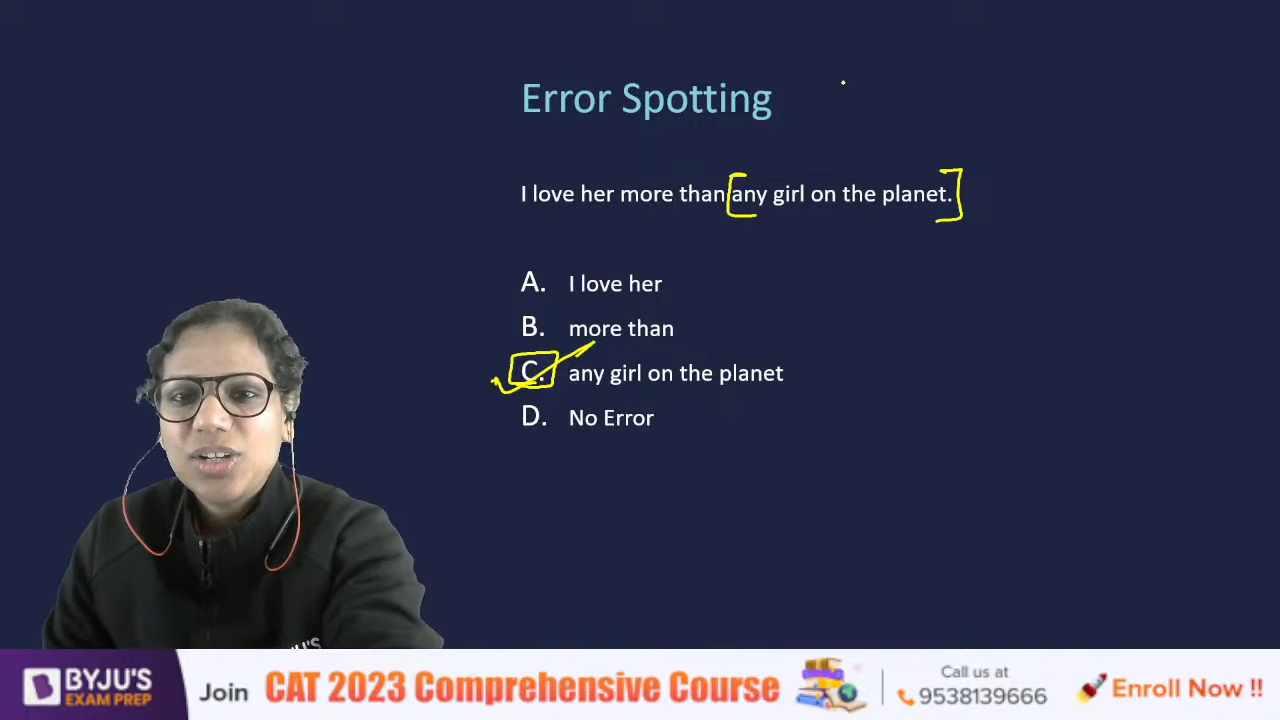 Error Spotting
I love her more than any girl on the planet.
A. I love her
B. more than
C. any girl on the planet
D. No Error
BYJU'S
EXAM PREP
Join CAT 2023 Comprehensive Course
Call us at
9538139666
Enroll Now !!